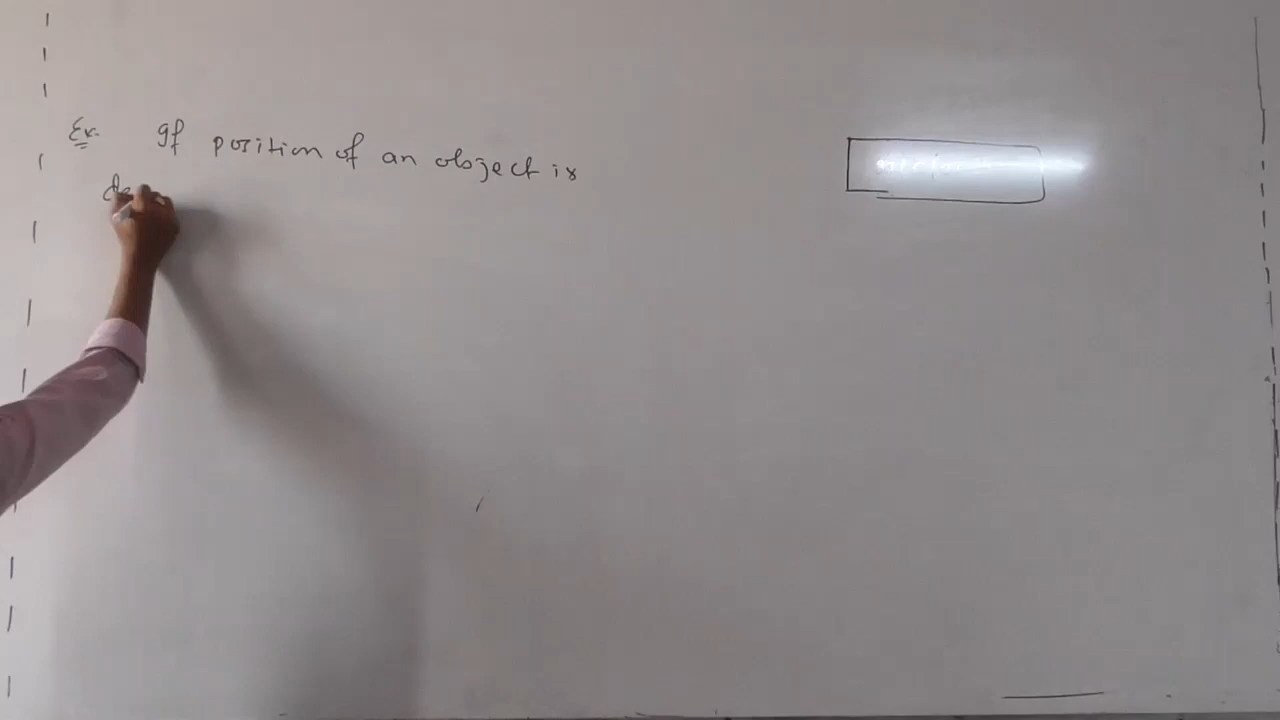 Ex. If position of an object is
de